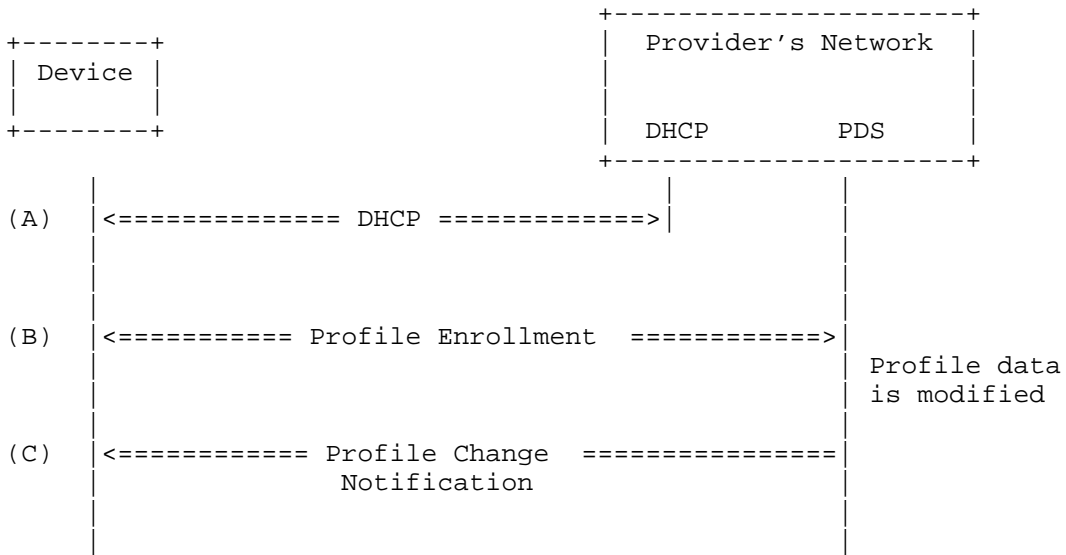 Provider's Network
Device
DHCP PDS
(A) DHCP
(B) Profile Enrollment
Profile data
is modified
(C) Profile Change
Notification